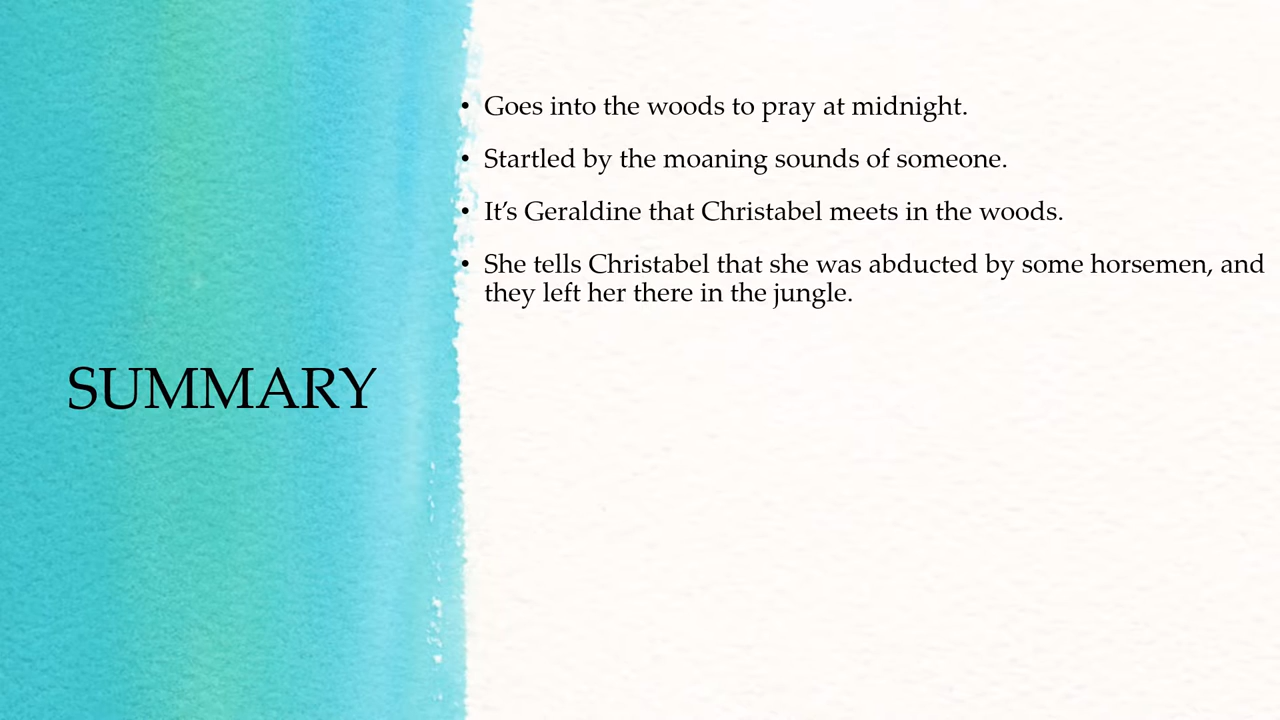 SUMMARY
• Goes into the woods to pray at midnight.
• Startled by the moaning sounds of someone.
• It’s Geraldine that Christabel meets in the woods.
• She tells Christabel that she was abducted by some horsemen, and
they left her there in the jungle.